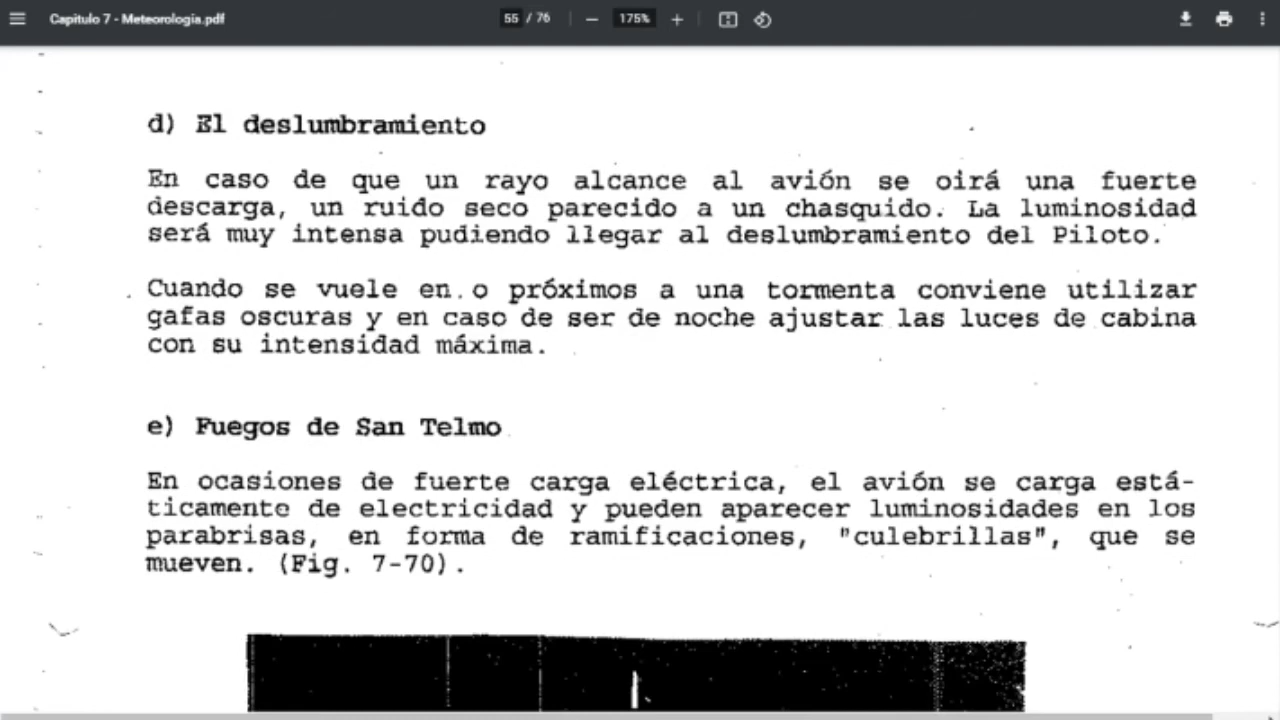 Capitulo 7 - Meteorologia.pdf
55 / 76
175%
d) El deslumbramiento
En caso de que un rayo alcance al avión se oirá una fuerte
descarga, un ruido seco parecido a un chasquido. La luminosidad
será muy intensa pudiendo llegar al deslumbramiento del Piloto.
Cuando se vuele en o próximos a una tormenta conviene utilizar
gafas oscuras y en caso de ser de noche ajustar las luces de cabina
con su intensidad máxima.
e) Fuegos de San Telmo
En ocasiones de fuerte carga eléctrica, el avión se carga está-
ticamente de electricidad y pueden aparecer luminosidades en los
parabrisas, en forma de ramificaciones, "culebrillas", que se
mueven. (Fig. 7-70).